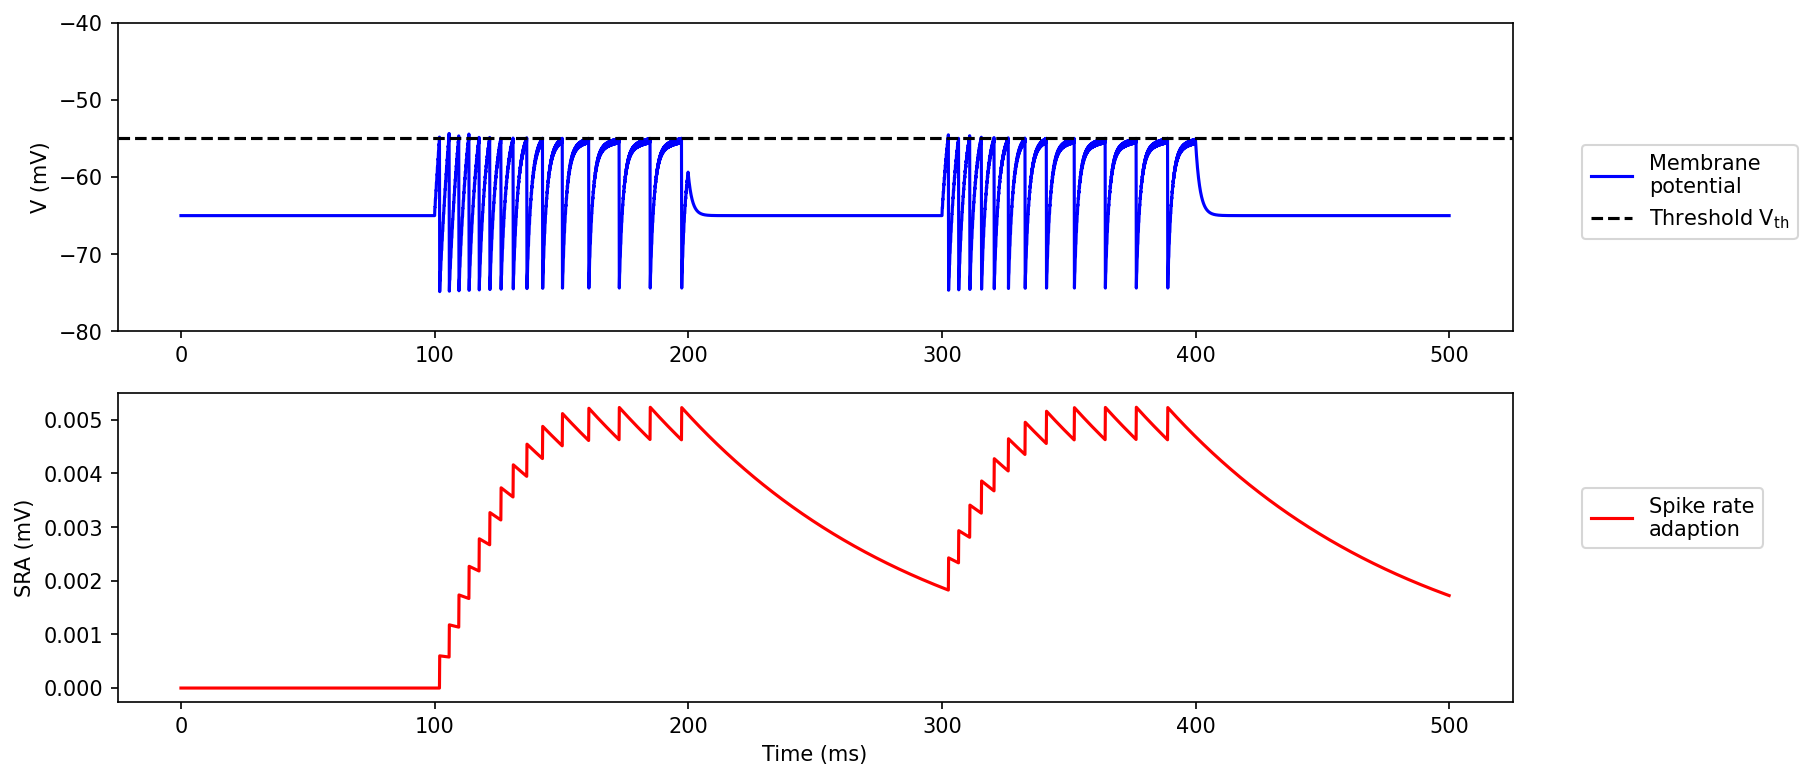 −40
−50
−60
−70
−80
V (mV)
0
100
200
300
400
500
Membrane
potential
Threshold Vth
0.005
0.004
0.003
0.002
0.001
0.000
SRA (mV)
0
100
200
300
400
500
Time (ms)
Spike rate
adaption